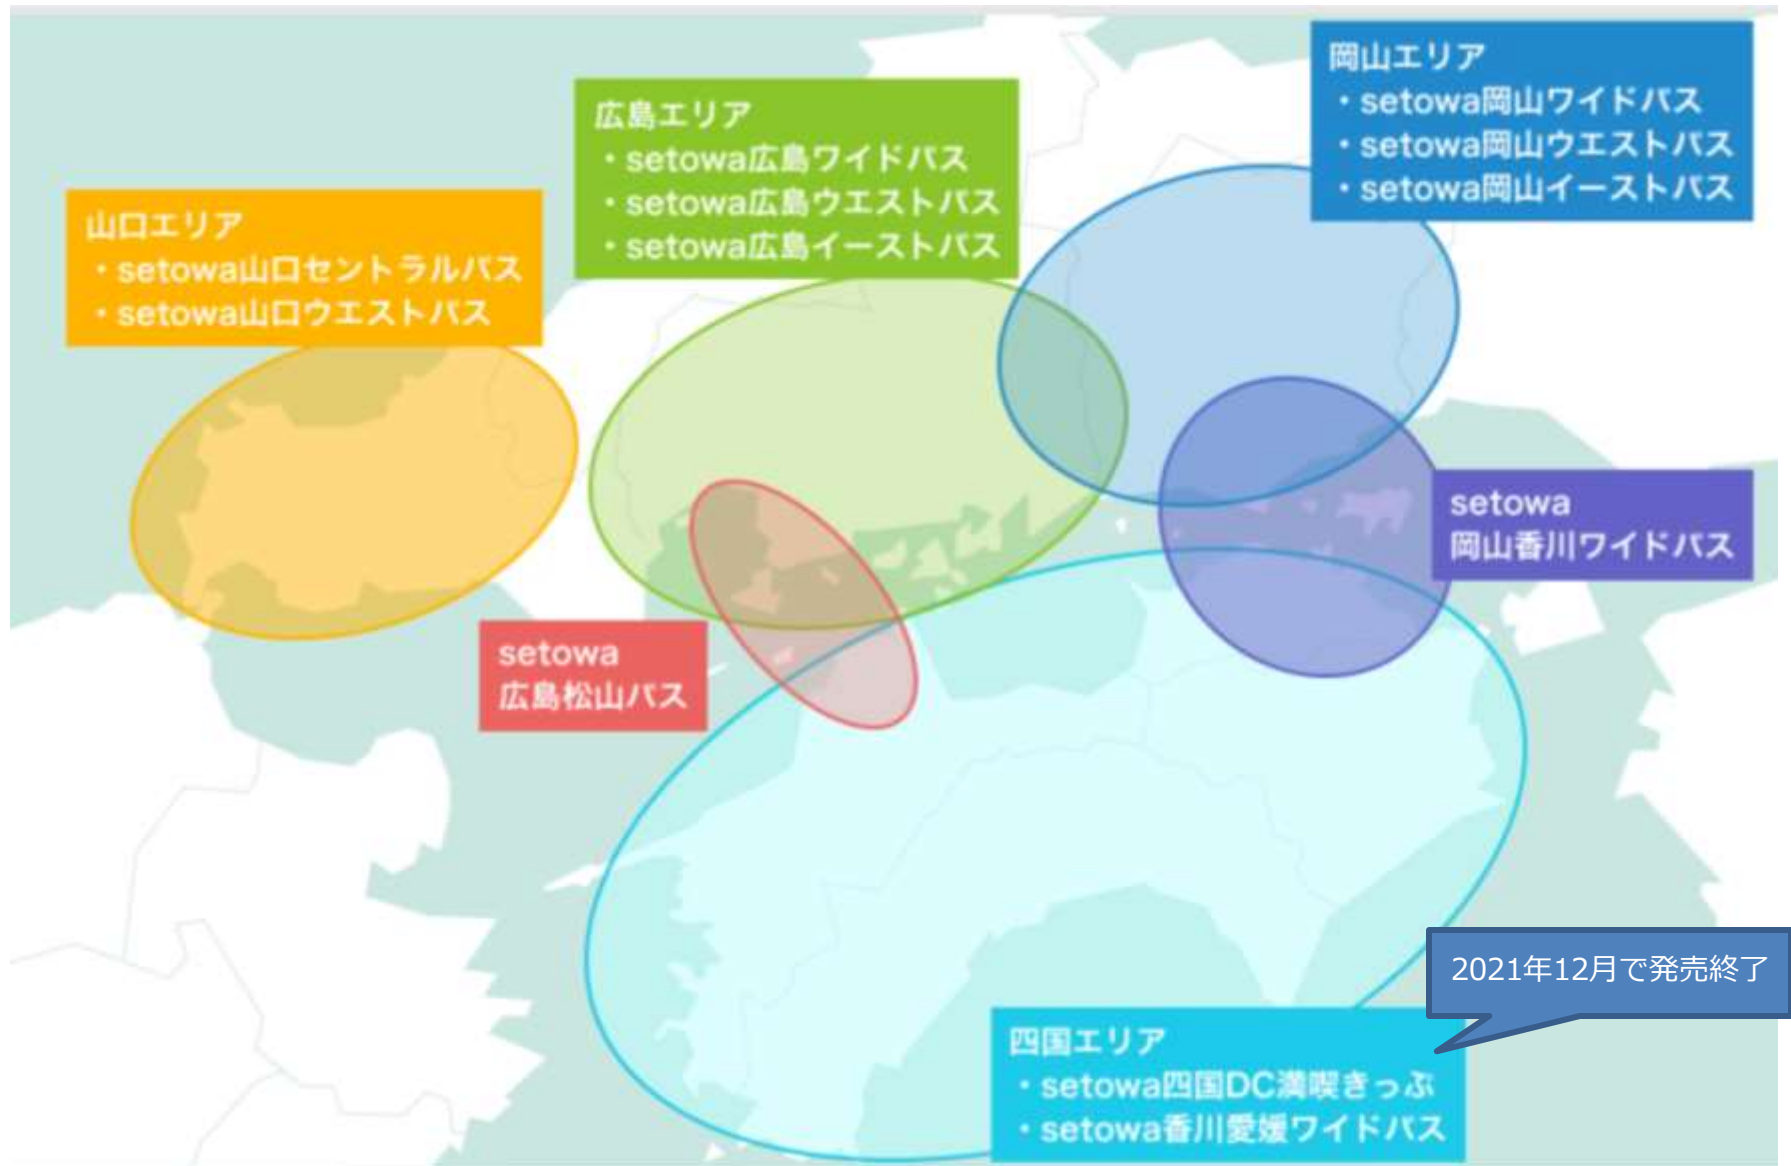 岡山エリア
・setowa岡山ワイドパス
・setowa岡山ウエストパス
・setowa岡山イーストパス
広島エリア
・setowa広島ワイドパス
・setowa広島ウエストパス
・setowa広島イーストパス
山口エリア
・setowa山口セントラルパス
・setowa山口ウエストパス
setowa
岡山香川ワイドパス
setowa
広島松山パス
2021年12月で発売終了
四国エリア
・setowa四国DC満喫きっぷ
・setowa香川愛媛ワイドパス